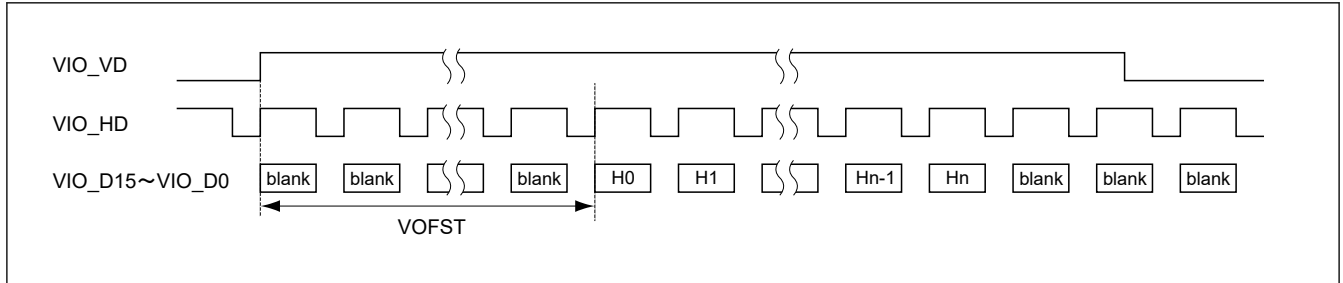 VIO_VD
VIO_HD
VIO_D15～VIO_D0 blank blank blank H0 H1 Hn-1 Hn blank blank blank
VOFST